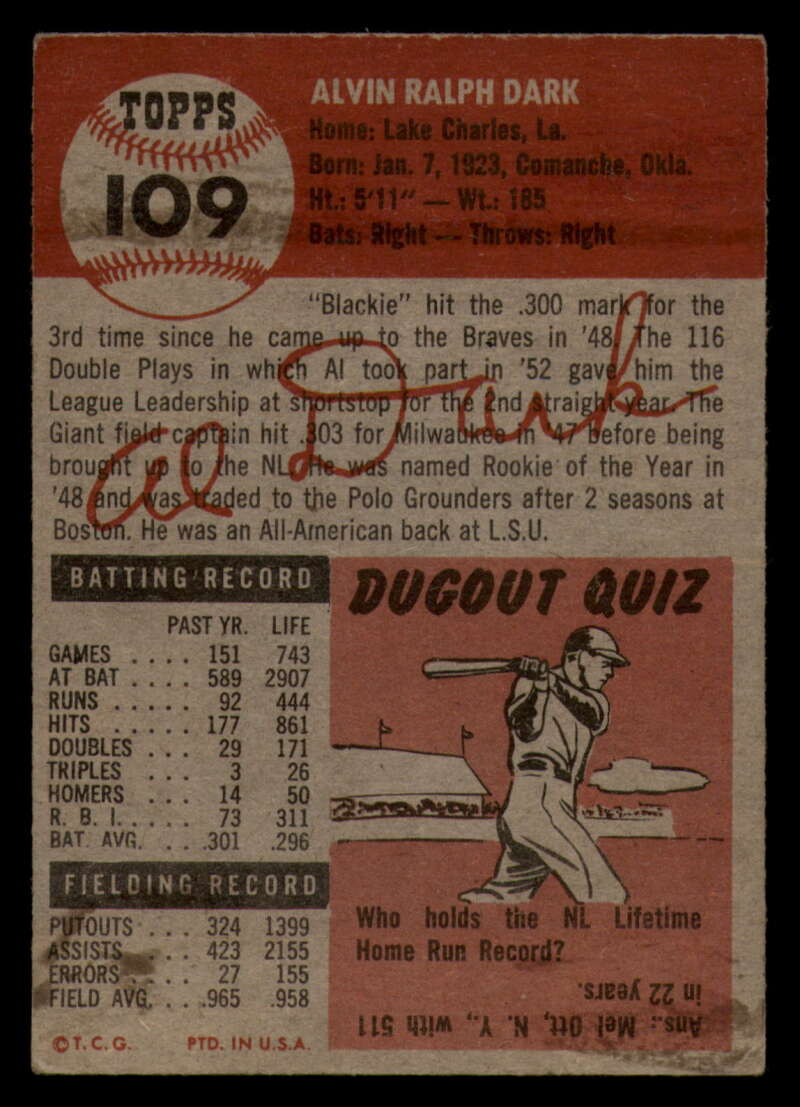 TOPPS
109
ALVIN RALPH DARK
Home: Lake Charles, La.
Born: Jan. 7, 1923, Comanche, Okla.
Ht.: 5'11" — Wt.: 185
Bats: Right — Throws: Right
"Blackie" hit the .300 mark for the
3rd time since he came up to the Braves in '48. The 116
Double Plays in which Al took part in '52 gave him the
League Leadership at shortstop for the 2nd straight year. The
Giant field captain hit .303 for Milwaukee in '47 before being
brought up to the NL. He was named Rookie of the Year in
'48 and was traded to the Polo Grounders after 2 seasons at
Boston. He was an All-American back at L.S.U.
Al Dark
BATTING RECORD
PAST YR. LIFE
GAMES . . . . 151 743
AT BAT . . . . 589 2907
RUNS . . . . . 92 444
HITS . . . . . 177 861
DOUBLES . . . 29 171
TRIPLES . . . 3 26
HOMERS . . . 14 50
R. B. I. . . . . 73 311
BAT. AVG. . . .301 .296
FIELDING RECORD
PUTOUTS . . . 324 1399
ASSISTS . . . 423 2155
ERRORS . . . . 27 155
FIELD AVG. . . .965 .958
©T.C.G. PTD. IN U.S.A.
DUGOUT QUIZ
Who holds the NL Lifetime
Home Run Record?
Ans.: Mel Ott, N. Y., with 511
in 22 years.